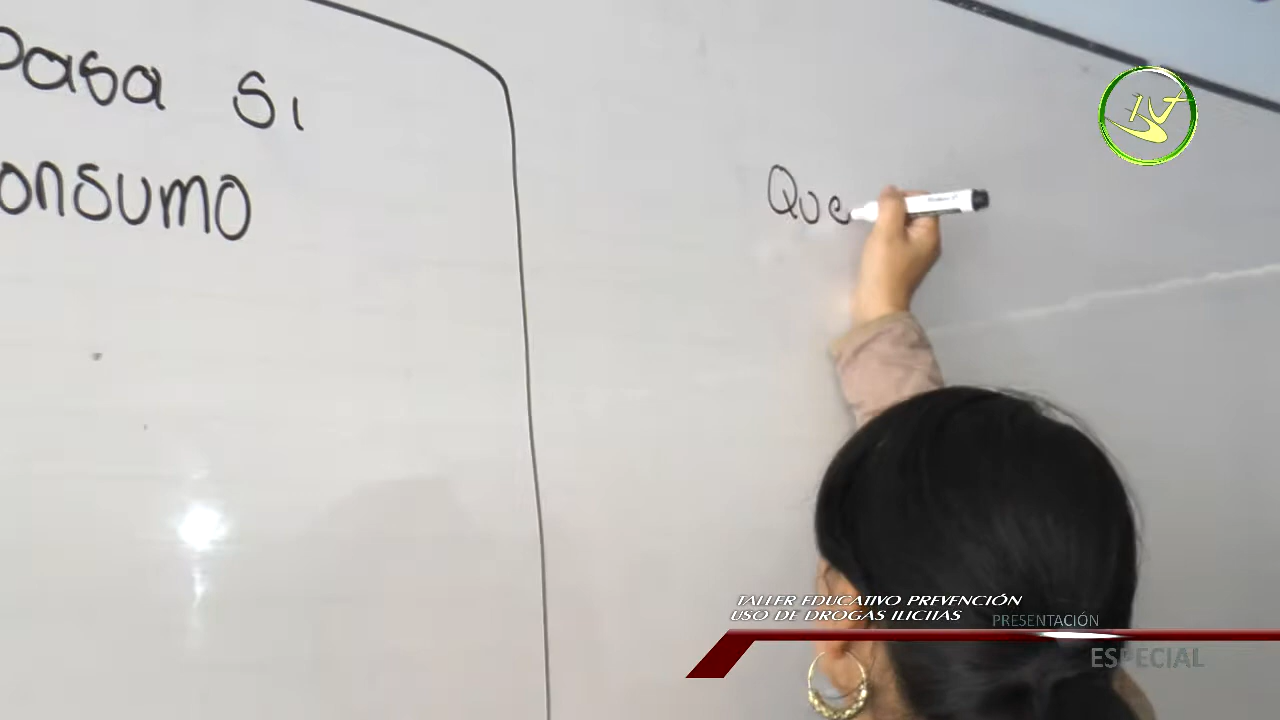 pasa si
onsumo
Que
TALLER EDUCATIVO PREVENCIÓN
USO DE DROGAS ILICITAS
PRESENTACIÓN
ESPECIAL